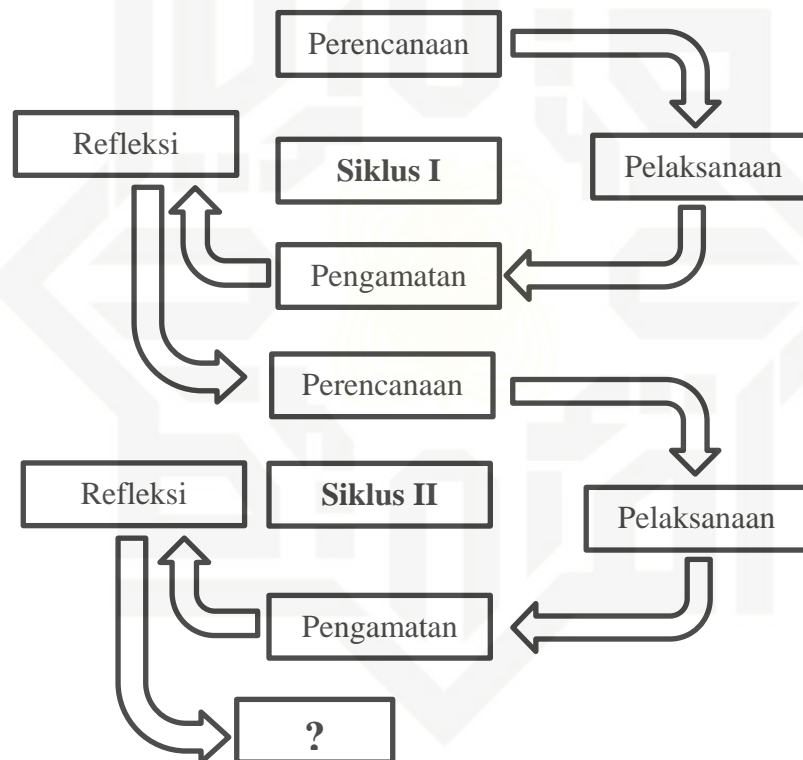 Perencanaan
Refleksi
Siklus I
Pelaksanaan
Pengamatan
Perencanaan
Refleksi
Siklus II
Pelaksanaan
Pengamatan
?